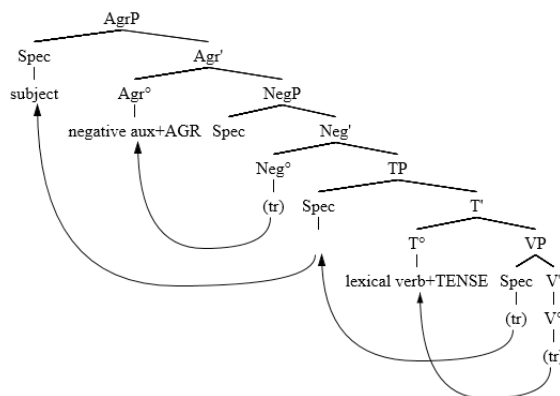 AgrP
Spec Agr'
subject Agr° NegP
negative aux+AGR Spec Neg'
Neg° TP
(tr) Spec T'
T° VP
lexical verb+TENSE Spec V'
(tr) V°
(tr)